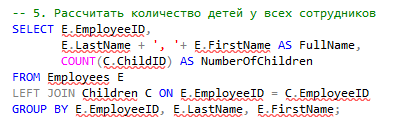 -- 5. Рассчитать количество детей у всех сотрудников
SELECT E.EmployeeID,
E.LastName + ', '+ E.FirstName AS FullName,
COUNT(C.ChildID) AS NumberOfChildren
FROM Employees E
LEFT JOIN Children C ON E.EmployeeID = C.EmployeeID
GROUP BY E.EmployeeID, E.LastName, E.FirstName;